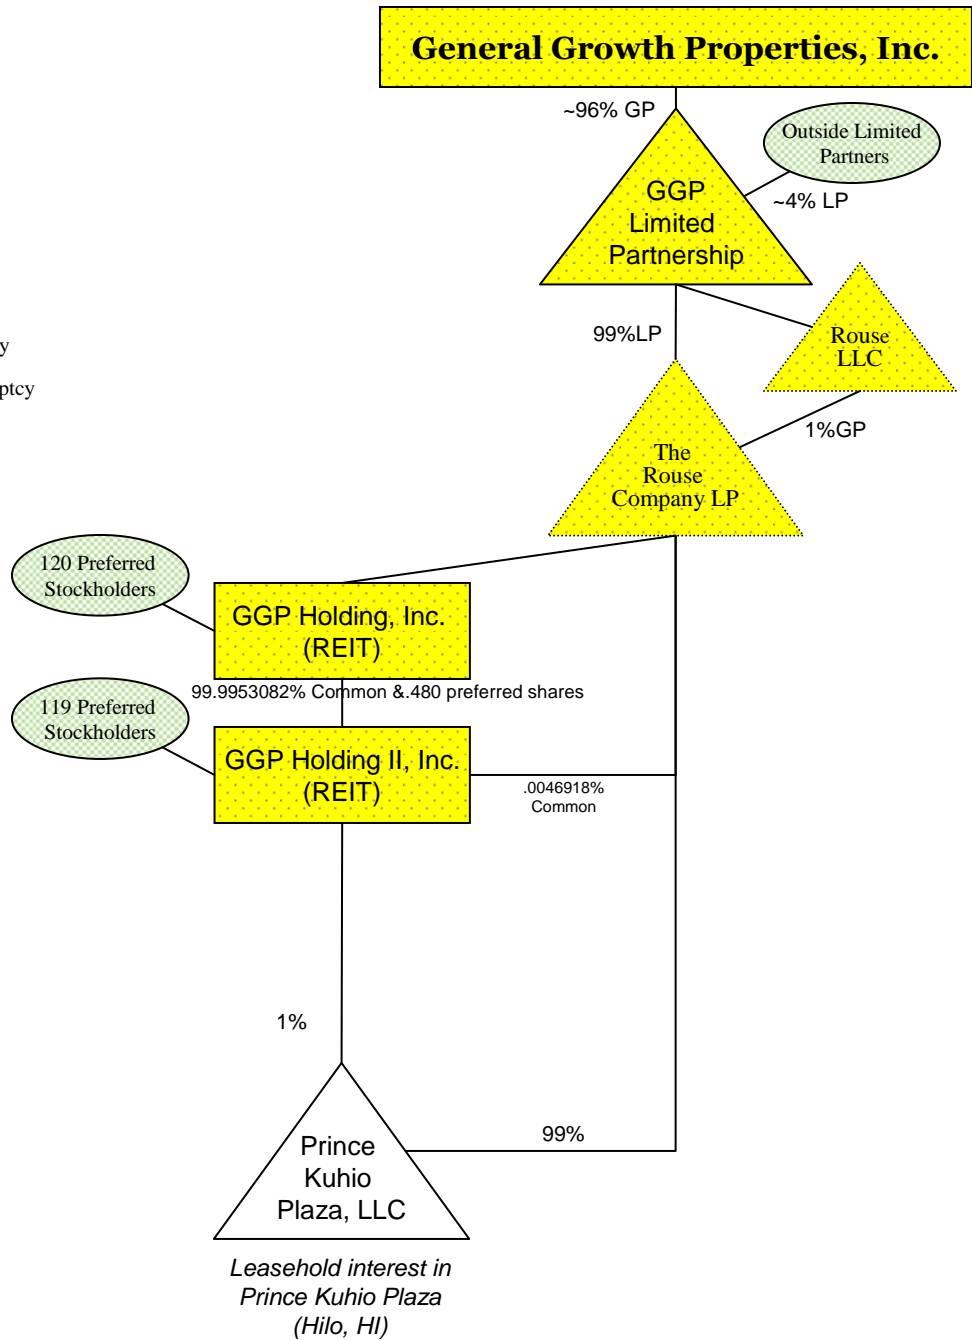 General Growth Properties, Inc.
~96% GP
Outside Limited
Partners
GGP
Limited
Partnership
~4% LP
99%LP
Rouse
LLC
y
ptcy
1%GP
The
Rouse
Company LP
120 Preferred
Stockholders
GGP Holding, Inc.
(REIT)
99.9953082% Common &.480 preferred shares
119 Preferred
Stockholders
GGP Holding II, Inc.
(REIT)
.0046918%
Common
1%
99%
Prince
Kuhio
Plaza, LLC
Leasehold interest in
Prince Kuhio Plaza
(Hilo, HI)